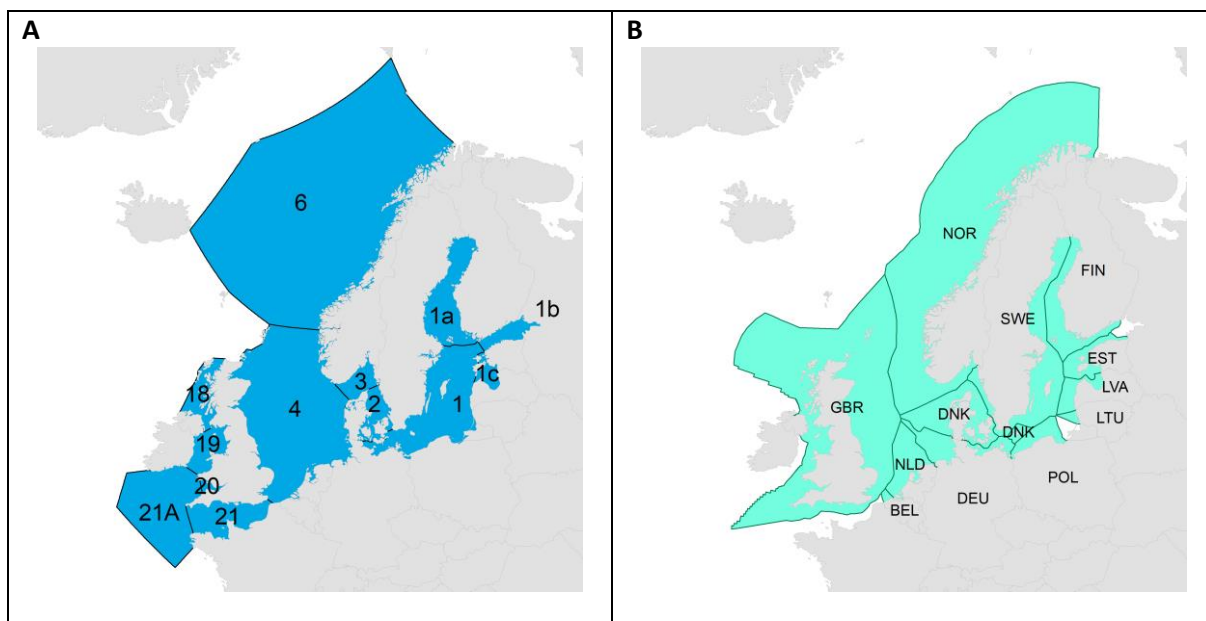 A
6
1a
1b
1c
1
3
2
4
18
19
20
21A
21
B
NOR
FIN
SWE
EST
LVA
LTU
GBR
DNK
DNK
NLD
POL
DEU
BEL